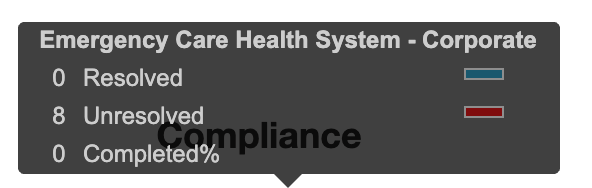 Emergency Care Health System - Corporate
0 Resolved
8 Unresolved
Compliance
0 Completed%